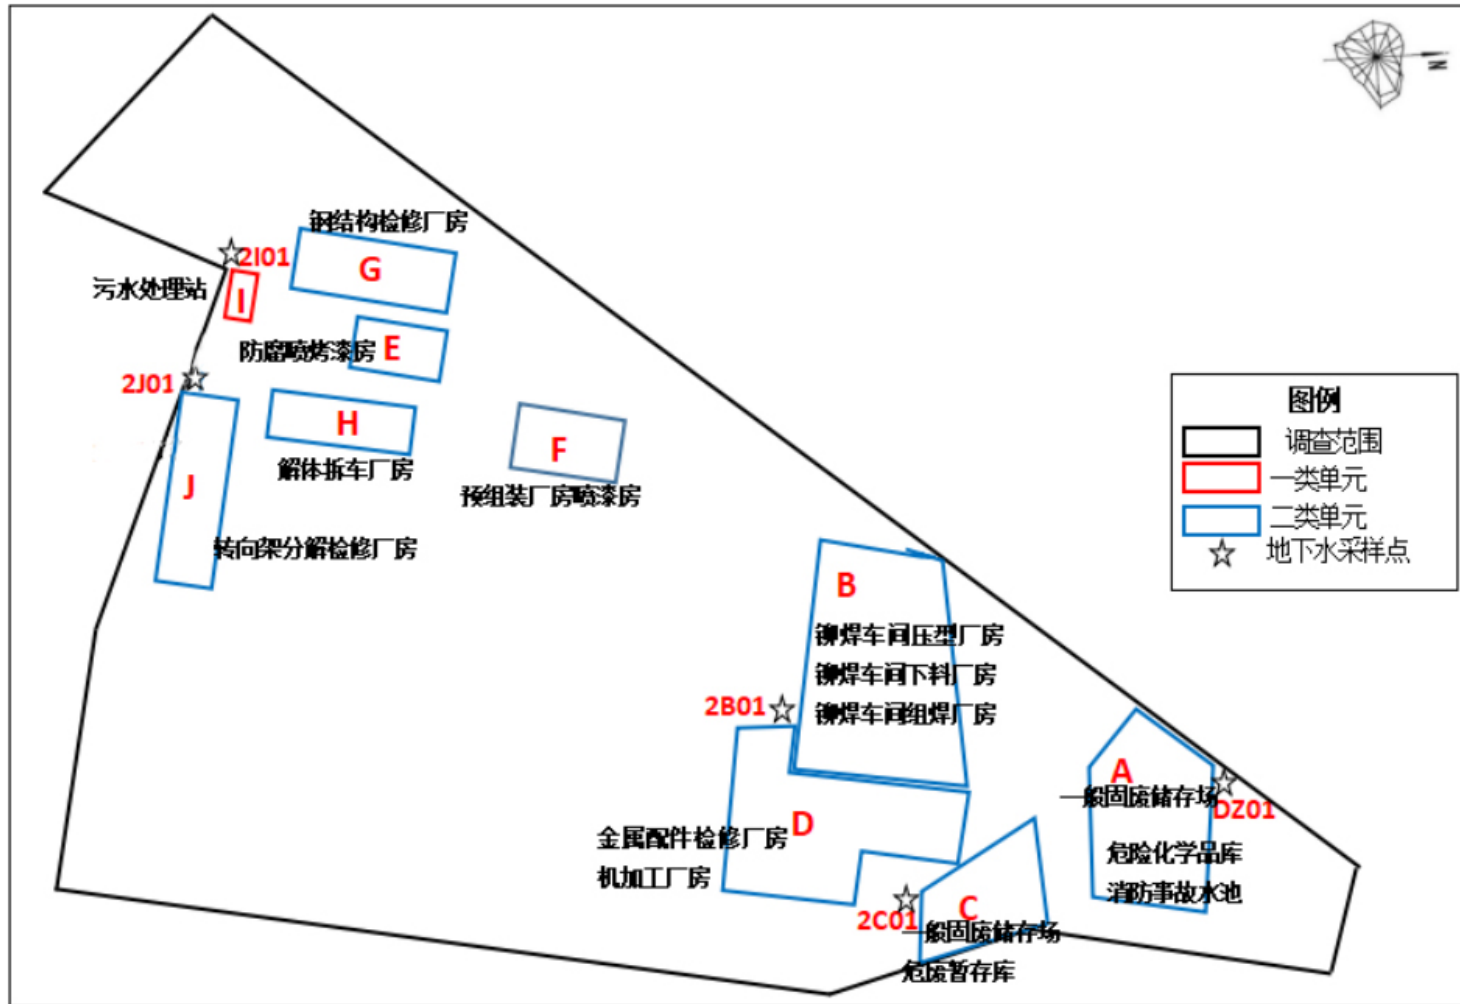 N
钢结构检修厂房
2I01
G
污水处理站
I
防腐喷烤漆房
E
2J01
H
解体拆车厂房
F
预组装厂房喷漆房
J
转向架分解检修厂房
图例
调查范围
一类单元
二类单元
地下水采样点
B
铆焊车间压型厂房
铆焊车间下料厂房
铆焊车间组焊厂房
2B01
A
一般固废储存场
DZ01
危险化学品库
消防事故水池
D
金属配件检修厂房
机加工厂房
2C01
C
一般固废储存场
危废暂存库